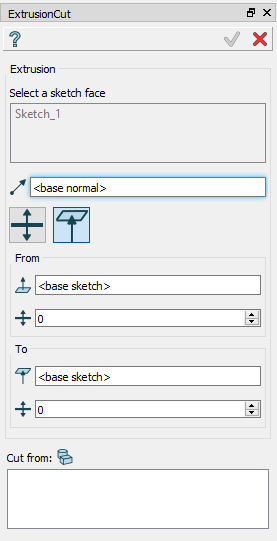 ExtrusionCut
Extrusion
Select a sketch face
Sketch_1
<base normal>
From
<base sketch>
0
To
<base sketch>
0
Cut from: